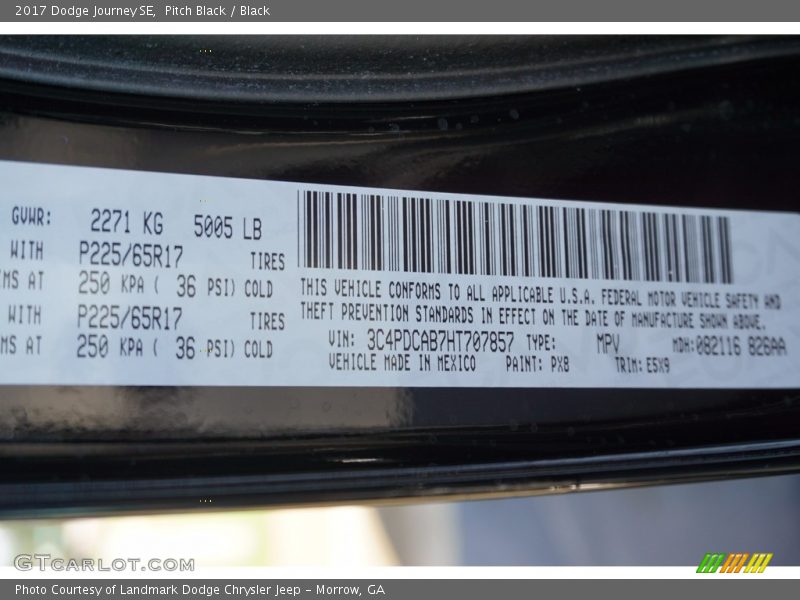 2017 Dodge Journey SE, Pitch Black / Black
GVWR: 2271 KG 5005 LB
WITH P225/65R17 TIRES
MS AT 250 KPA ( 36 PSI) COLD
WITH P225/65R17 TIRES
MS AT 250 KPA ( 36 PSI) COLD
THIS VEHICLE CONFORMS TO ALL APPLICABLE U.S.A. FEDERAL MOTOR VEHICLE SAFETY AND
THEFT PREVENTION STANDARDS IN EFFECT ON THE DATE OF MANUFACTURE SHOWN ABOVE.
VIN: 3C4PDCAB7HT707857 TYPE: MPV MDH:082116 826AA
VEHICLE MADE IN MEXICO PAINT: PX8 TRIM: E5X9
GTCARLOT.COM
Photo Courtesy of Landmark Dodge Chrysler Jeep – Morrow, GA